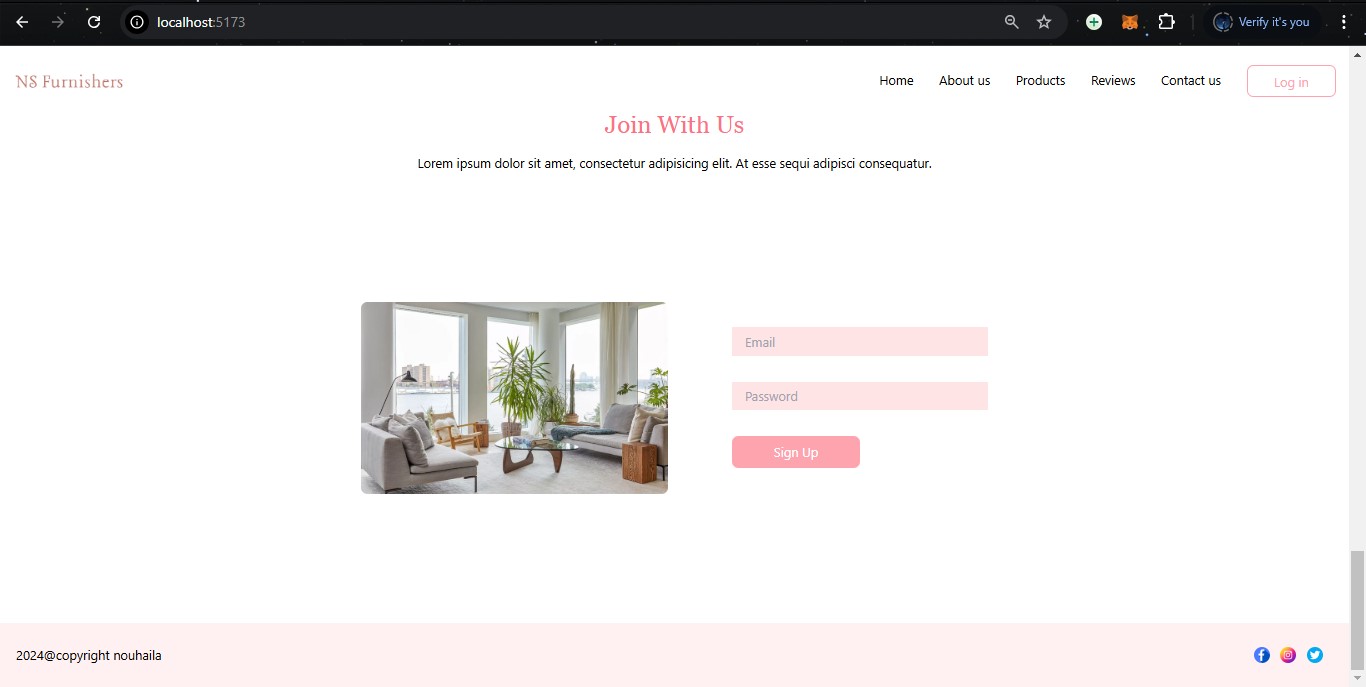 localhost:5173
Verify it's you
NS Furnishers
Home About us Products Reviews Contact us Log in
Join With Us
Lorem ipsum dolor sit amet, consectetur adipisicing elit. At esse sequi adipisci consequatur.
Email
Password
Sign Up
2024@copyright nouhaila